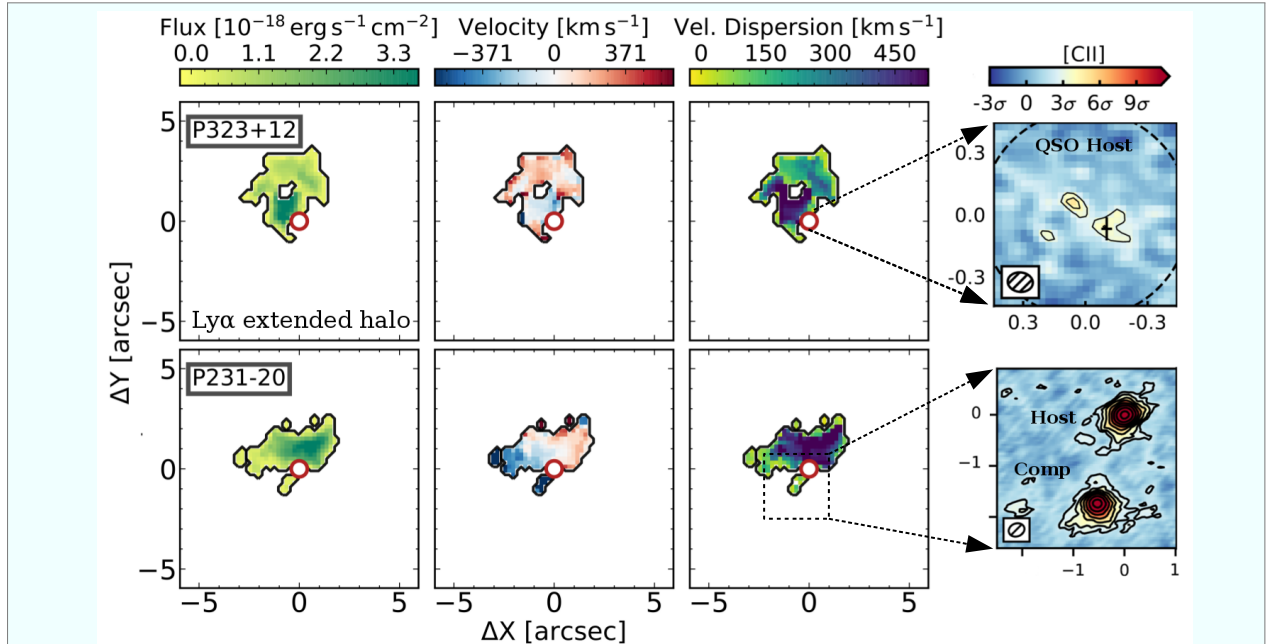 Flux [10⁻¹⁸ erg s⁻¹ cm⁻²] Velocity [km s⁻¹] Vel. Dispersion [km s⁻¹]
0.0 1.1 2.2 3.3 −371 0 371 0 150 300 450
[CII]
-3σ 0 3σ 6σ 9σ
5 P323+12
0
−5 Lyα extended halo
QSO Host
0.3
0.0
-0.3
0.3 0.0 -0.3
ΔY [arcsec]
5 P231-20
0
−5
−5 0 5 −5 0 5 −5 0 5
ΔX [arcsec]
Host
Comp
0
−1
−1 0 1